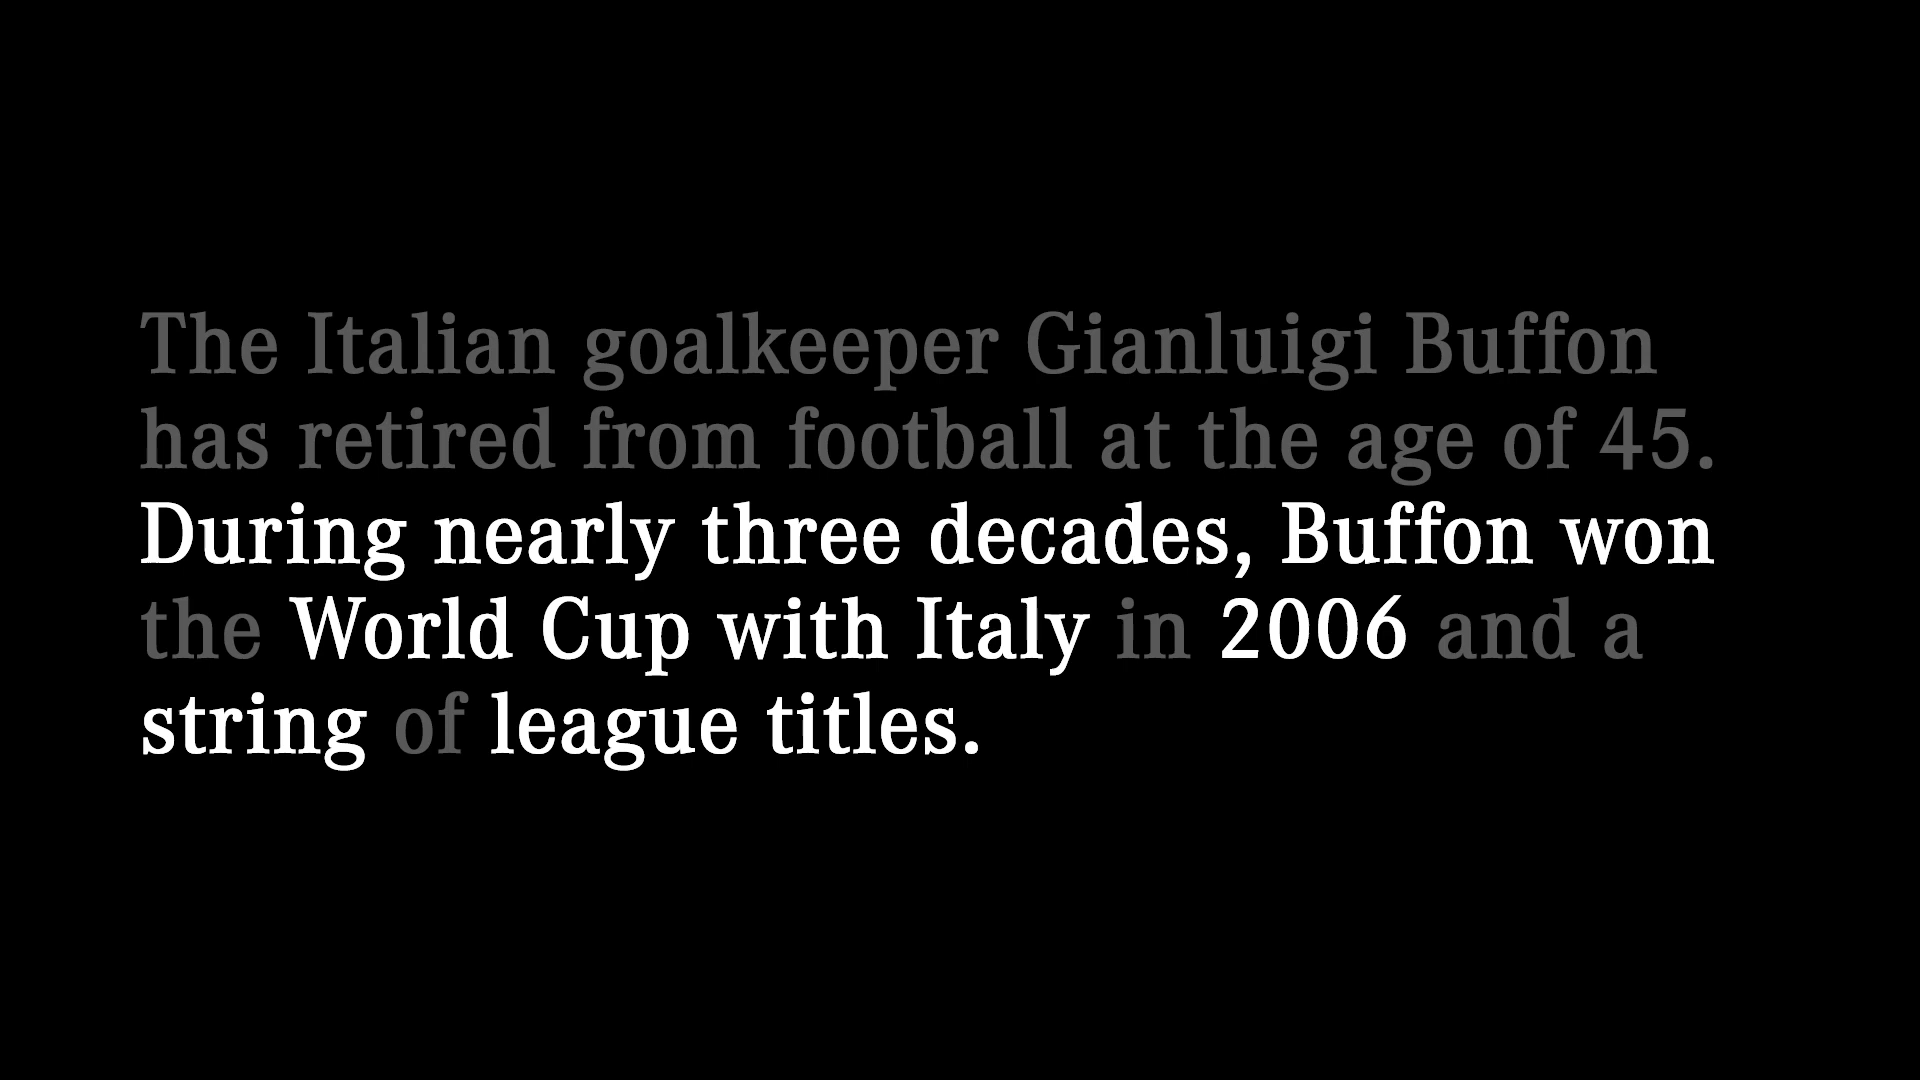 The Italian goalkeeper Gianluigi Buffon
has retired from football at the age of 45.
During nearly three decades, Buffon won
the World Cup with Italy in 2006 and a
string of league titles.